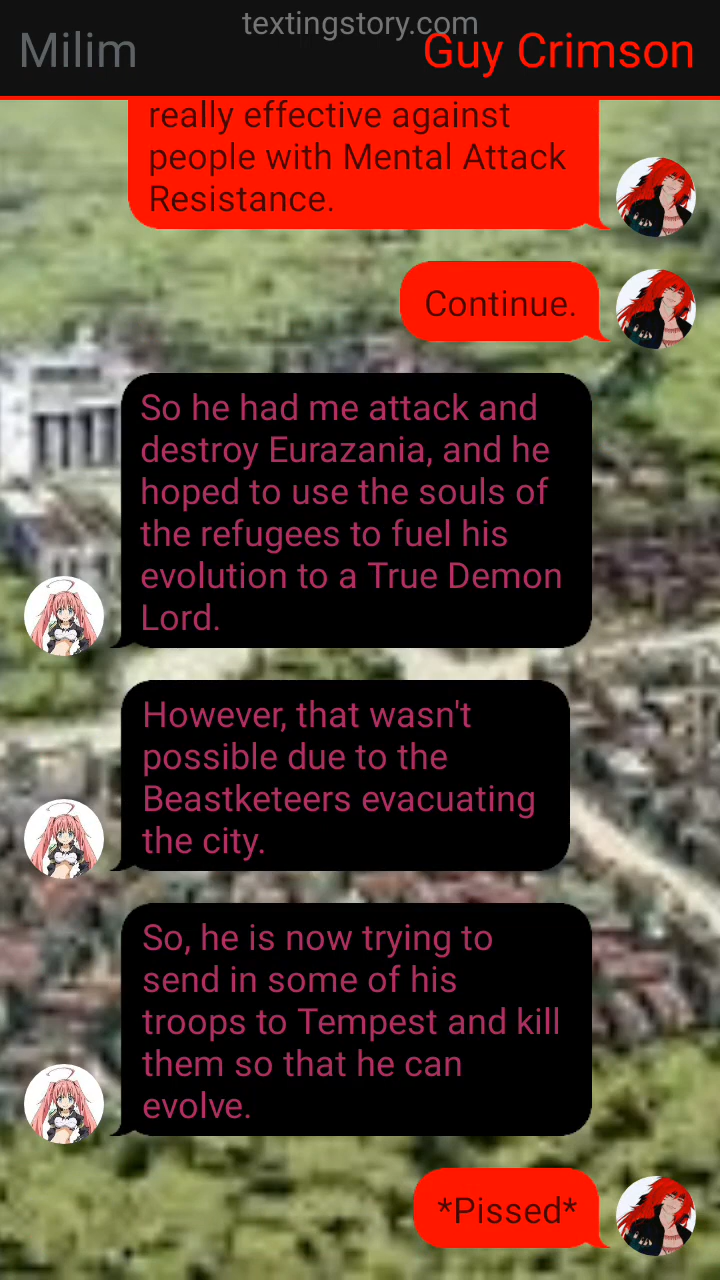 textingstory.com
Milim
Guy Crimson
really effective against
people with Mental Attack
Resistance.
Continue.
So he had me attack and
destroy Eurazania, and he
hoped to use the souls of
the refugees to fuel his
evolution to a True Demon
Lord.
However, that wasn't
possible due to the
Beastketeers evacuating
the city.
So, he is now trying to
send in some of his
troops to Tempest and kill
them so that he can
evolve.
*Pissed*